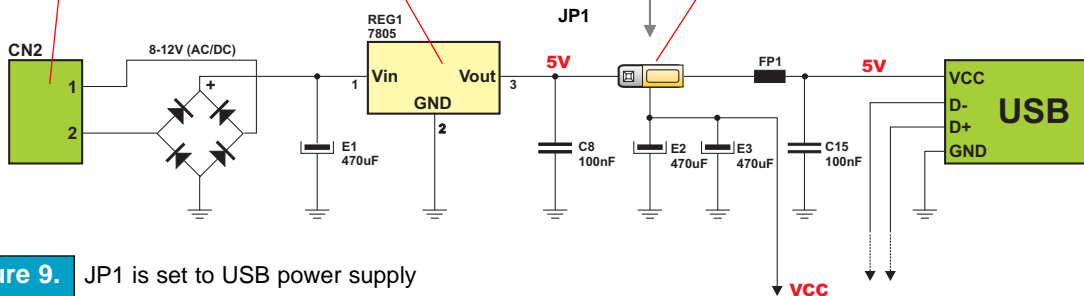 JP1
CN2
1
2
8-12V (AC/DC)
+
E1
470uF
REG1
7805
1
Vin
Vout
3
GND
2
5V
C8
100nF
E2
470uF
E3
470uF
FP1
C15
100nF
5V
VCC
D-
D+
GND
USB
VCC
9. JP1 is set to USB power supply